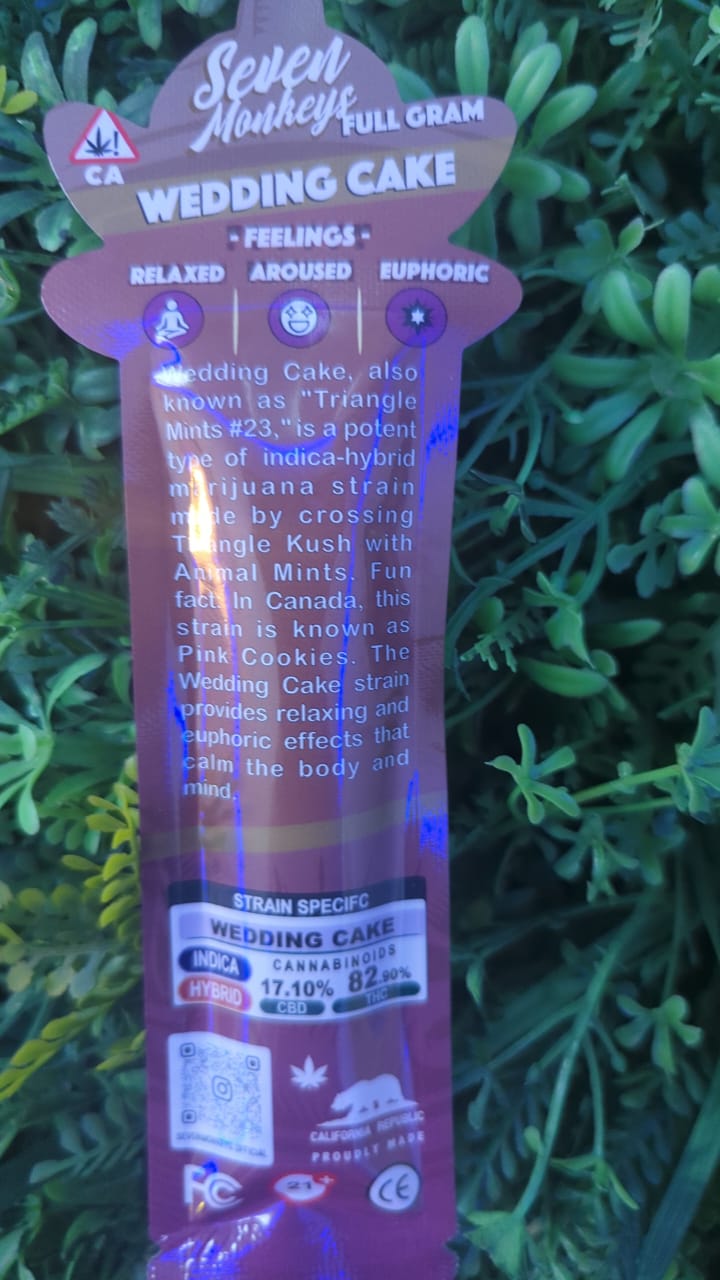 Seven
Monkeys
FULL GRAM
CA
WEDDING CAKE
- FEELINGS -
RELAXED AROUSED EUPHORIC
Wedding Cake, also
known as "Triangle
Mints #23," is a potent
type of indica-hybrid
marijuana strain
made by crossing
Triangle Kush with
Animal Mints. Fun
fact: In Canada, this
strain is known as
Pink Cookies. The
Wedding Cake strain
provides relaxing and
euphoric effects that
calm the body and
mind.
STRAIN SPECIFC
WEDDING CAKE
INDICA
HYBRID
CANNABINOIDS
17.10% 82.90%
CBD THC
CALIFORNIA REPUBLIC
PROUDLY MADE
FC 21+ CE